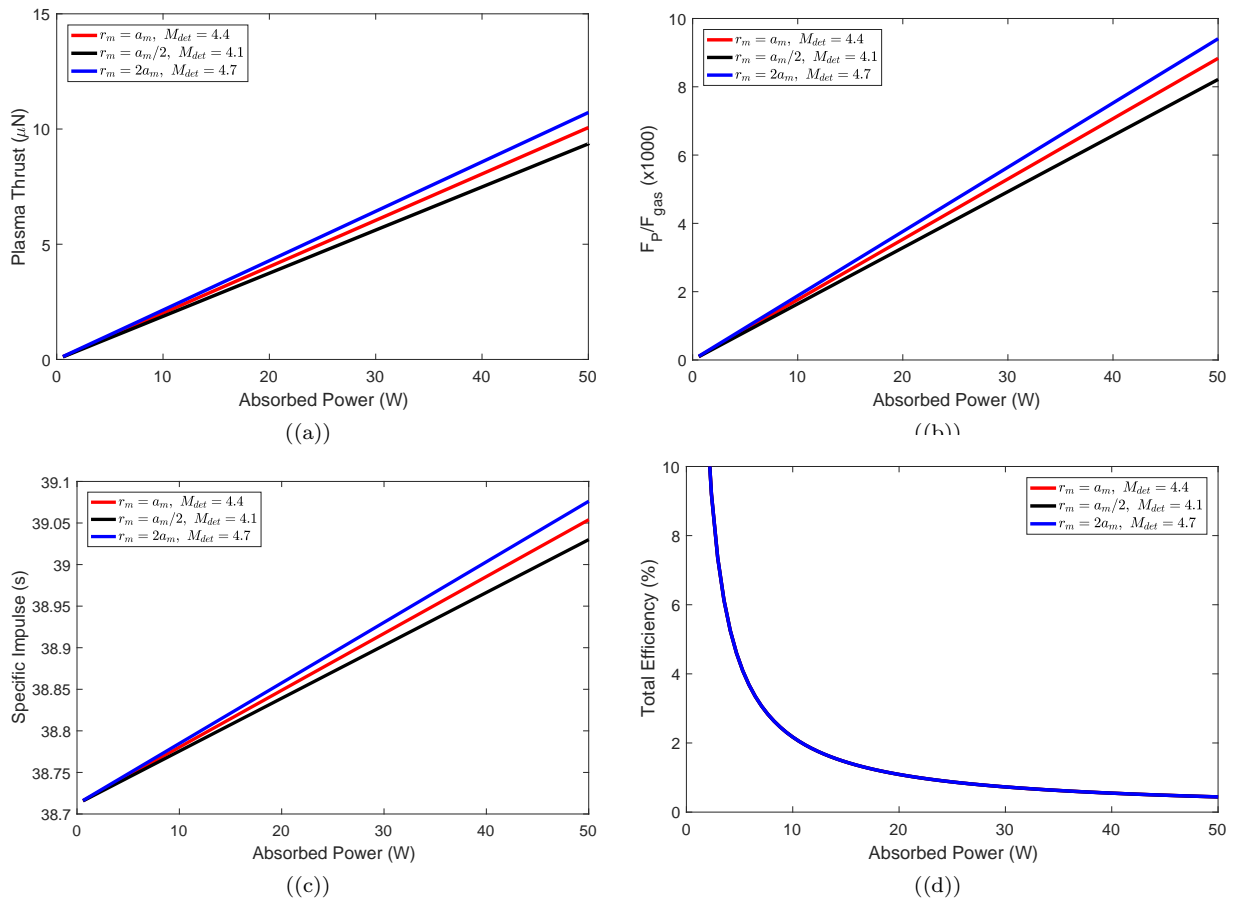 15
10
5
0
0 10 20 30 40 50
Plasma Thrust (μN)
Absorbed Power (W)
r_m = a_m, M_det = 4.4
r_m = a_m/2, M_det = 4.1
r_m = 2a_m, M_det = 4.7
((a))
10
8
6
4
2
0
0 10 20 30 40 50
F_P/F_gas (x1000)
Absorbed Power (W)
r_m = a_m, M_det = 4.4
r_m = a_m/2, M_det = 4.1
r_m = 2a_m, M_det = 4.7
((b))
39.1
39.05
39
38.95
38.9
38.85
38.8
38.75
38.7
0 10 20 30 40 50
Specific Impulse (s)
Absorbed Power (W)
r_m = a_m, M_det = 4.4
r_m = a_m/2, M_det = 4.1
r_m = 2a_m, M_det = 4.7
((c))
10
8
6
4
2
0
0 10 20 30 40 50
Total Efficiency (%)
Absorbed Power (W)
r_m = a_m, M_det = 4.4
r_m = a_m/2, M_det = 4.1
r_m = 2a_m, M_det = 4.7
((d))